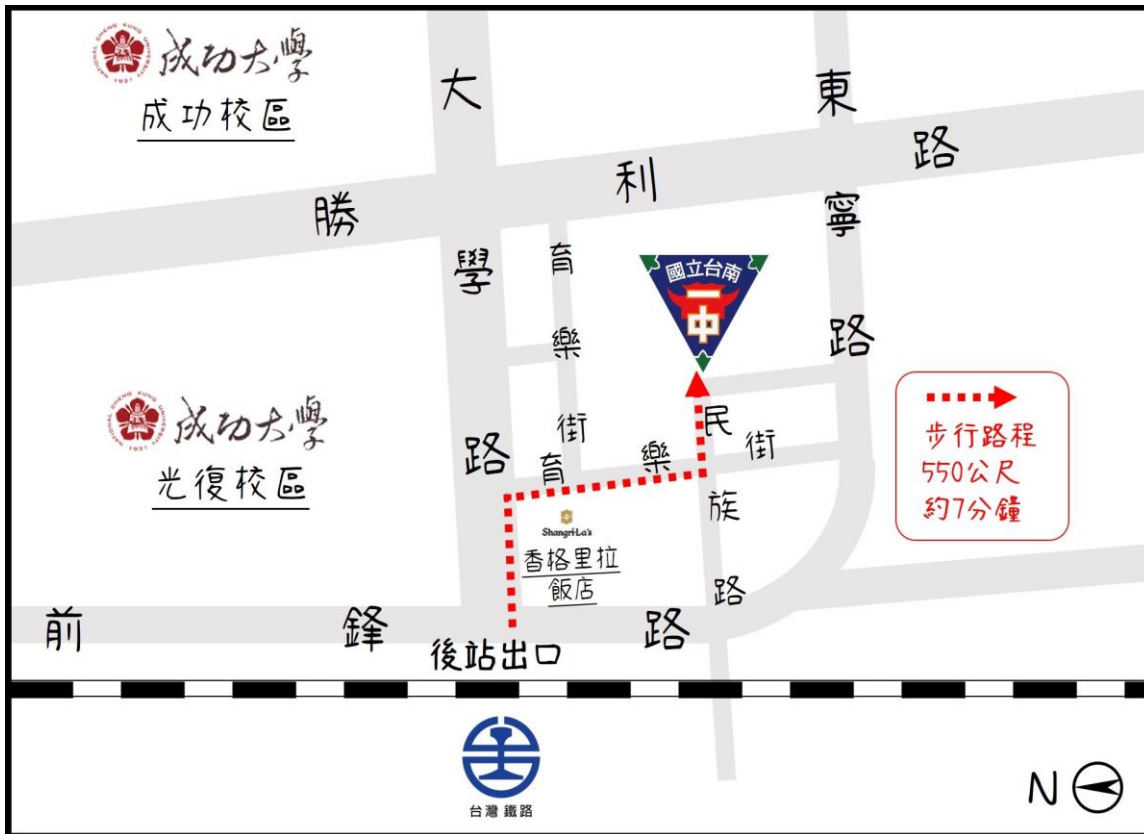 成功大學
成功校區
大學路
東寧路
勝利路
育樂街
國立台南
一中
成功大學
光復校區
育樂街
民族路
步行路程
550公尺
約7分鐘
Shangri-La's
香格里拉
飯店
前鋒路
後站出口
台灣 鐵路
N